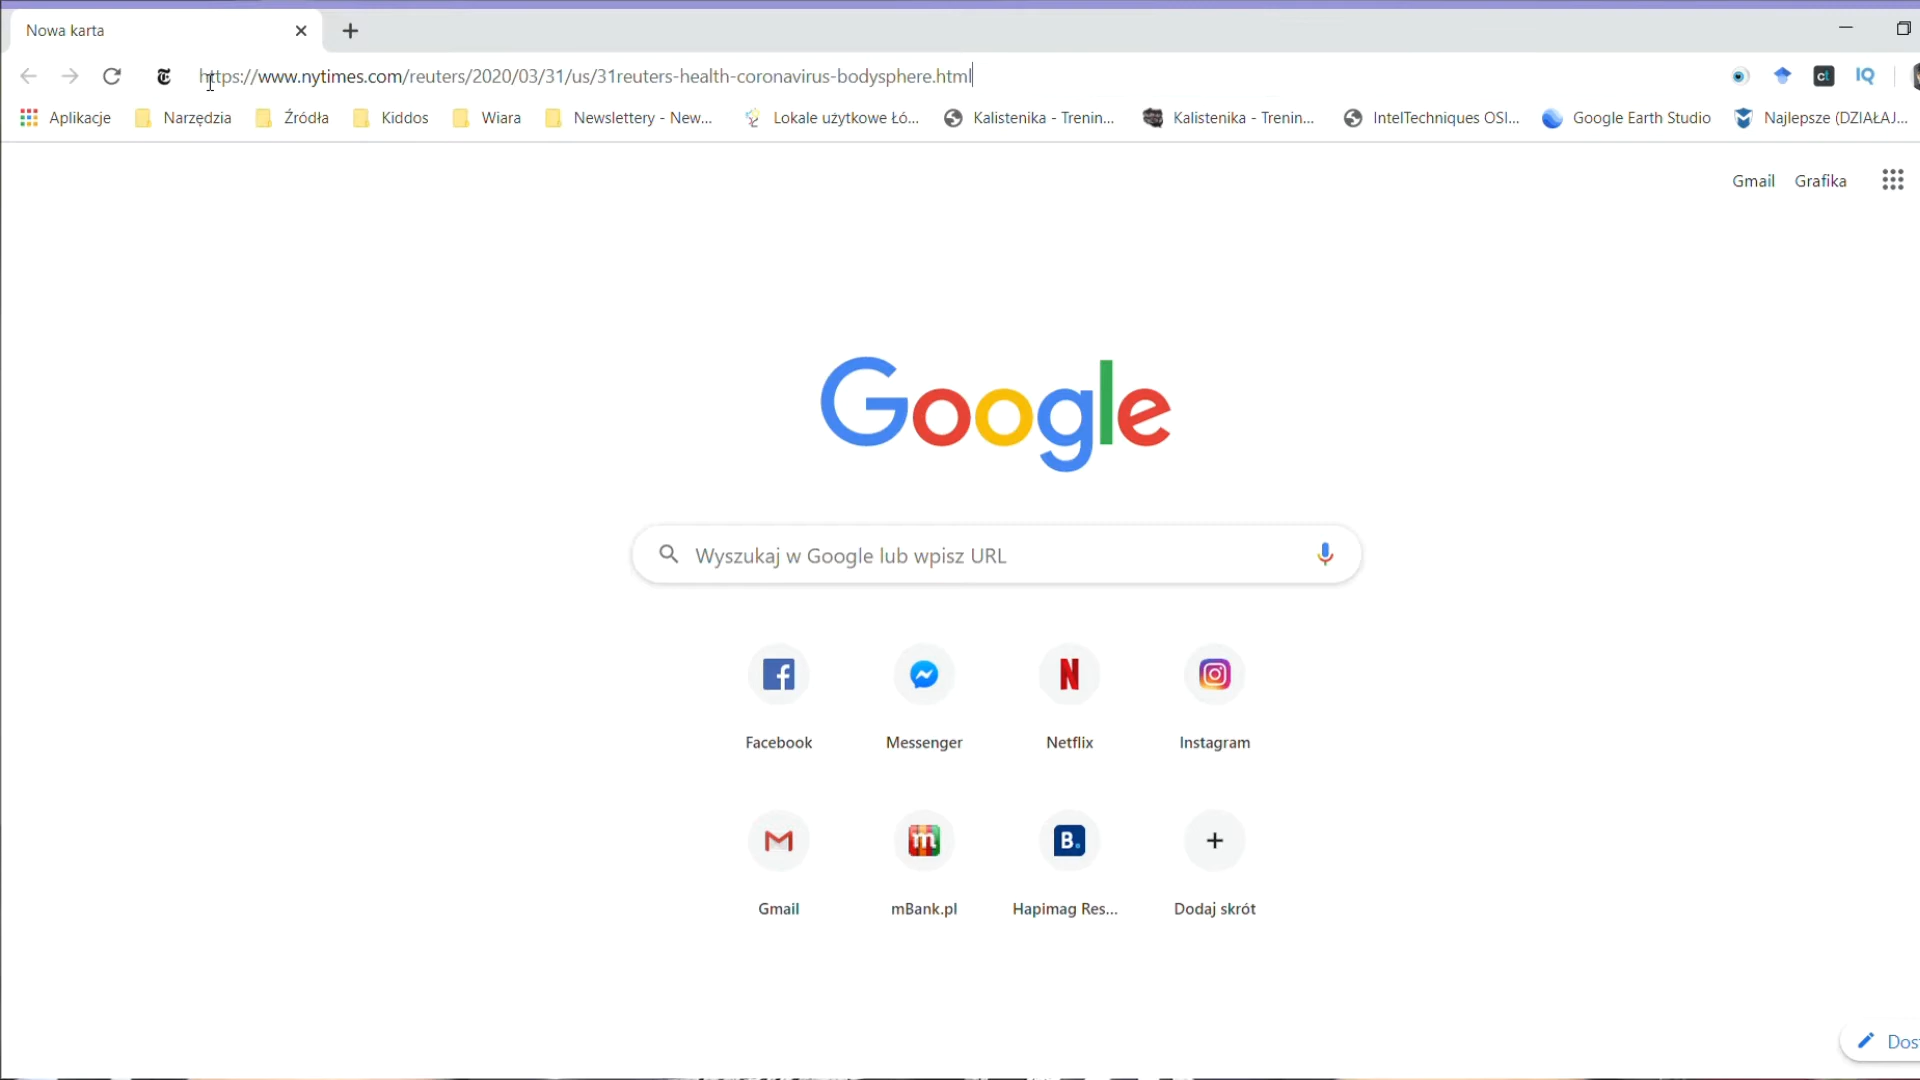 Nowa karta
https://www.nytimes.com/reuters/2020/03/31/us/31reuters-health-coronavirus-bodysphere.html
ct IQ
Aplikacje Narzędzia Źródła Kiddos Wiara Newslettery - New... Lokale użytkowe Łó... Kalistenika - Trenin... Kalistenika - Trenin... IntelTechniques OSI... Google Earth Studio Najlepsze (DZIAŁAJ...
Gmail Grafika
Google
Wyszukaj w Google lub wpisz URL
Facebook Messenger Netflix Instagram
Gmail mBank.pl Hapimag Res... Dodaj skrót